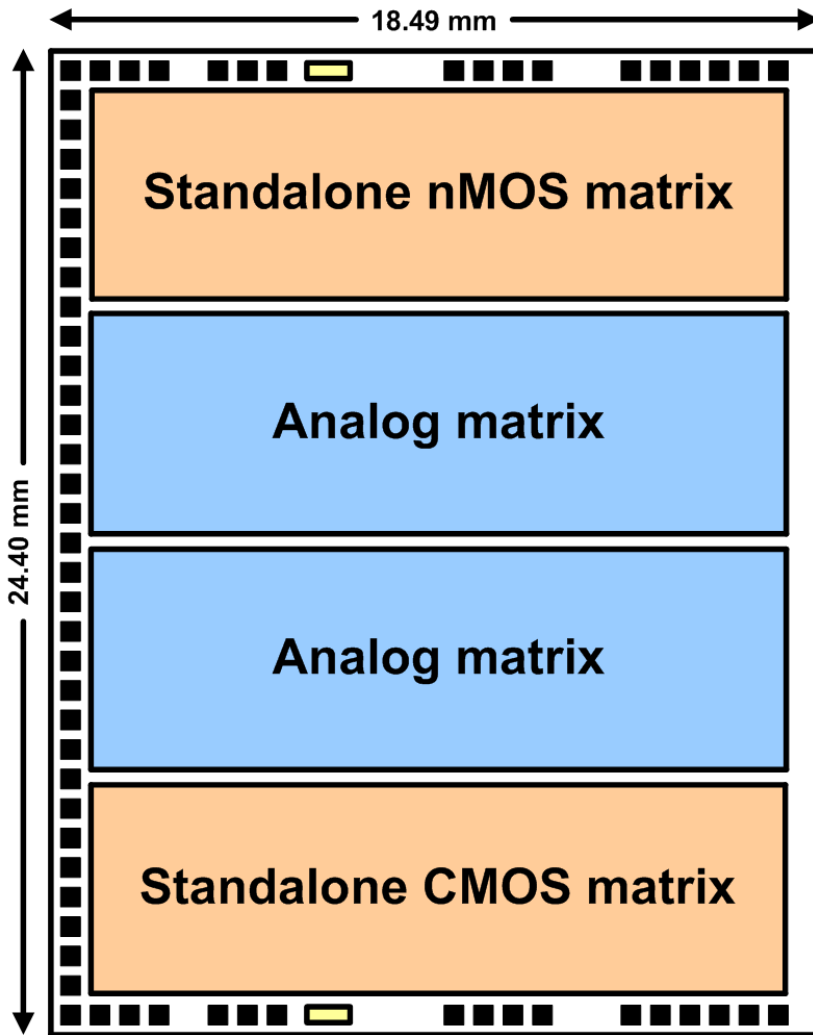 18.49 mm
Standalone nMOS matrix
Analog matrix
24.40 mm
Analog matrix
Standalone CMOS matrix